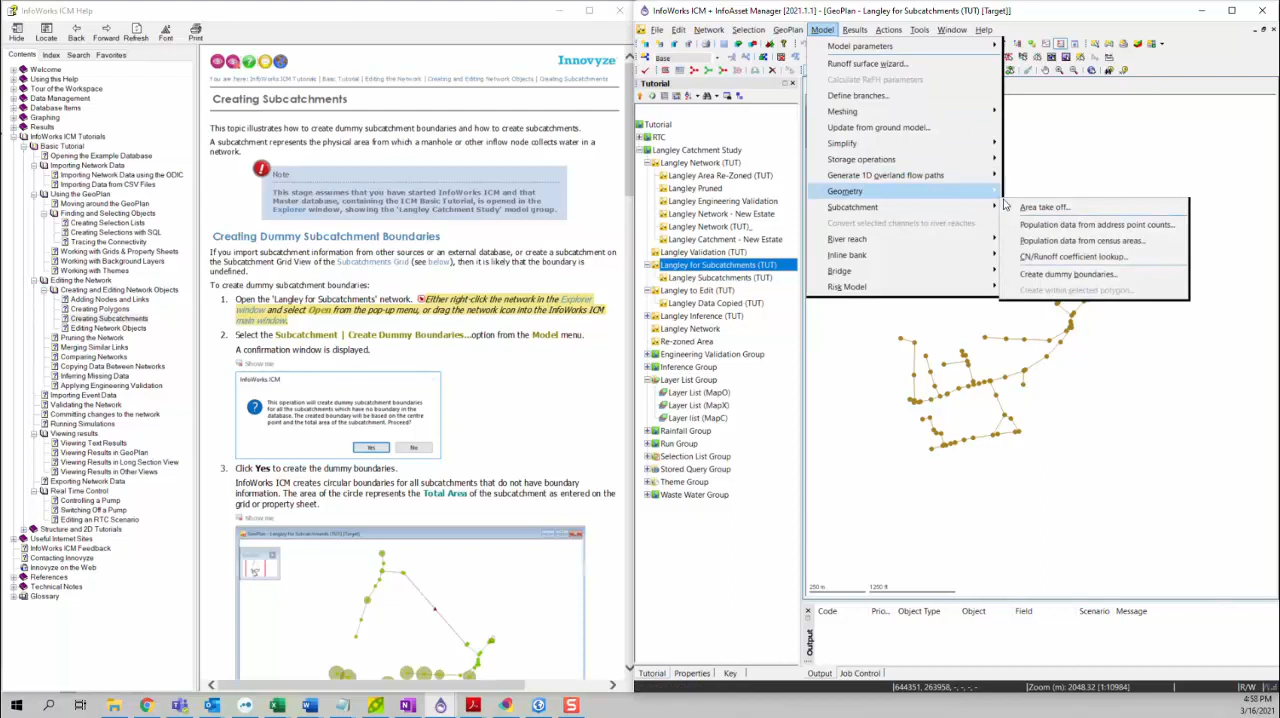 InfoWorks ICM Help
Hide Locate Back Forward Refresh Font Print
Contents Index Search Favorites
Welcome
Using this Help
Tour of the Workspace
Data Management
Database Items
Graphing
Results
InfoWorks ICM Tutorials
Basic Tutorial
Opening the Example Database
Importing Network Data
Importing Network Data using the ODIC
Importing Data from CSV Files
Using the GeoPlan
Moving around the GeoPlan
Finding and Selecting Objects
Creating Selection Lists
Creating Selections with SQL
Tracing the Connectivity
Working with Grids & Property Sheets
Working with Background Layers
Working with Themes
Editing the Network
Creating and Editing Network Objects
Adding Nodes and Links
Creating Polygons
Creating Subcatchments
Editing Network Objects
Pruning the Network
Merging Similar Links
Comparing Networks
Copying Data Between Networks
Inferring Missing Data
Applying Engineering Validation
Importing Event Data
Validating the Network
Committing changes to the network
Running Simulations
Viewing results
Viewing Text Results
Viewing Results in GeoPlan
Viewing Results in Long Section View
Viewing Results in Other Views
Exporting Network Data
Real Time Control
Controlling a Pump
Switching Off a Pump
Editing an RTC Scenario
Structure and 2D Tutorials
Useful Internet Sites
InfoWorks ICM Feedback
Contacting Innovyze
Innovyze on the Web
References
Technical Notes
Glossary
Innovyze
You are here: InfoWorks ICM Tutorials | Basic Tutorial | Editing the Network | Creating and Editing Network Objects | Creating Subcatchments
Creating Subcatchments
This topic illustrates how to create dummy subcatchment boundaries and how to create subcatchments.
A subcatchment represents the physical area from which a manhole or other inflow node collects water in a
network.
Note
This stage assumes that you have started InfoWorks ICM and that
Master database, containing the ICM Basic Tutorial, is opened in the
Explorer window, showing the 'Langley Catchment Study' model group.
Creating Dummy Subcatchment Boundaries
If you import subcatchment information from other sources or an external database, or create a subcatchment on
the Subcatchment Grid View of the Subcatchments Grid (see below), then it is likely that the boundary is
undefined.
To create dummy subcatchment boundaries:
1. Open the 'Langley for Subcatchments' network. Either right-click the network in the Explorer
window and select Open from the pop-up menu, or drag the network icon into the InfoWorks ICM
main window.
2. Select the Subcatchment | Create Dummy Boundaries...option from the Model menu.
A confirmation window is displayed.
Show me
InfoWorks ICM
This operation will create dummy subcatchment boundaries
for all the subcatchments which have no boundary in the
database. The created boundary will be based on the centre
point and the total area of the subcatchment. Proceed?
Yes No
3. Click Yes to create the dummy boundaries.
InfoWorks ICM creates circular boundaries for all subcatchments that do not have boundary
information. The area of the circle represents the Total Area of the subcatchment as entered on the
grid or property sheet.
Show me
GeoPlan - Langley for Subcatchments (TUT) [Target]
InfoWorks ICM + InfoAsset Manager [2021.1.1] - [GeoPlan - Langley for Subcatchments (TUT) [Target]]
File Edit Network Selection GeoPlan Model Results Actions Tools Window Help
Base
Tutorial
Tutorial
RTC
Langley Catchment Study
Langley Network (TUT)
Langley Area Re-Zoned (TUT)
Langley Pruned
Langley Engineering Validation
Langley Network - New Estate
Langley Network (TUT)_
Langley Catchment - New Estate
Langley Validation (TUT)
Langley for Subcatchments (TUT)
Langley Subcatchments (TUT)
Langley to Edit (TUT)
Langley Data Copied (TUT)
Langley Inference (TUT)
Langley Network
Re-zoned Area
Engineering Validation Group
Inference Group
Layer List Group
Layer List (MapO)
Layer List (MapX)
Layer list (MapC)
Rainfall Group
Run Group
Selection List Group
Stored Query Group
Theme Group
Waste Water Group
Tutorial Properties Key
Model parameters
Runoff surface wizard...
Calculate ReFH parameters
Define branches...
Meshing
Update from ground model...
Simplify
Storage operations
Generate 1D overland flow paths
Geometry
Subcatchment
Convert selected channels to river reaches
River reach
Inline bank
Bridge
Risk Model
Area take off...
Population data from address point counts...
Population data from census areas...
CN/Runoff coefficient lookup...
Create dummy boundaries...
Create within selected polygon...
250 m 1250 ft
Code Prio... Object Type Object Field Scenario Message
Output
Output Job Control
644351, 263958, -, -, -, - Zoom (m): 2048.32 (1:10984) R/W
4:58 PM
3/16/2021